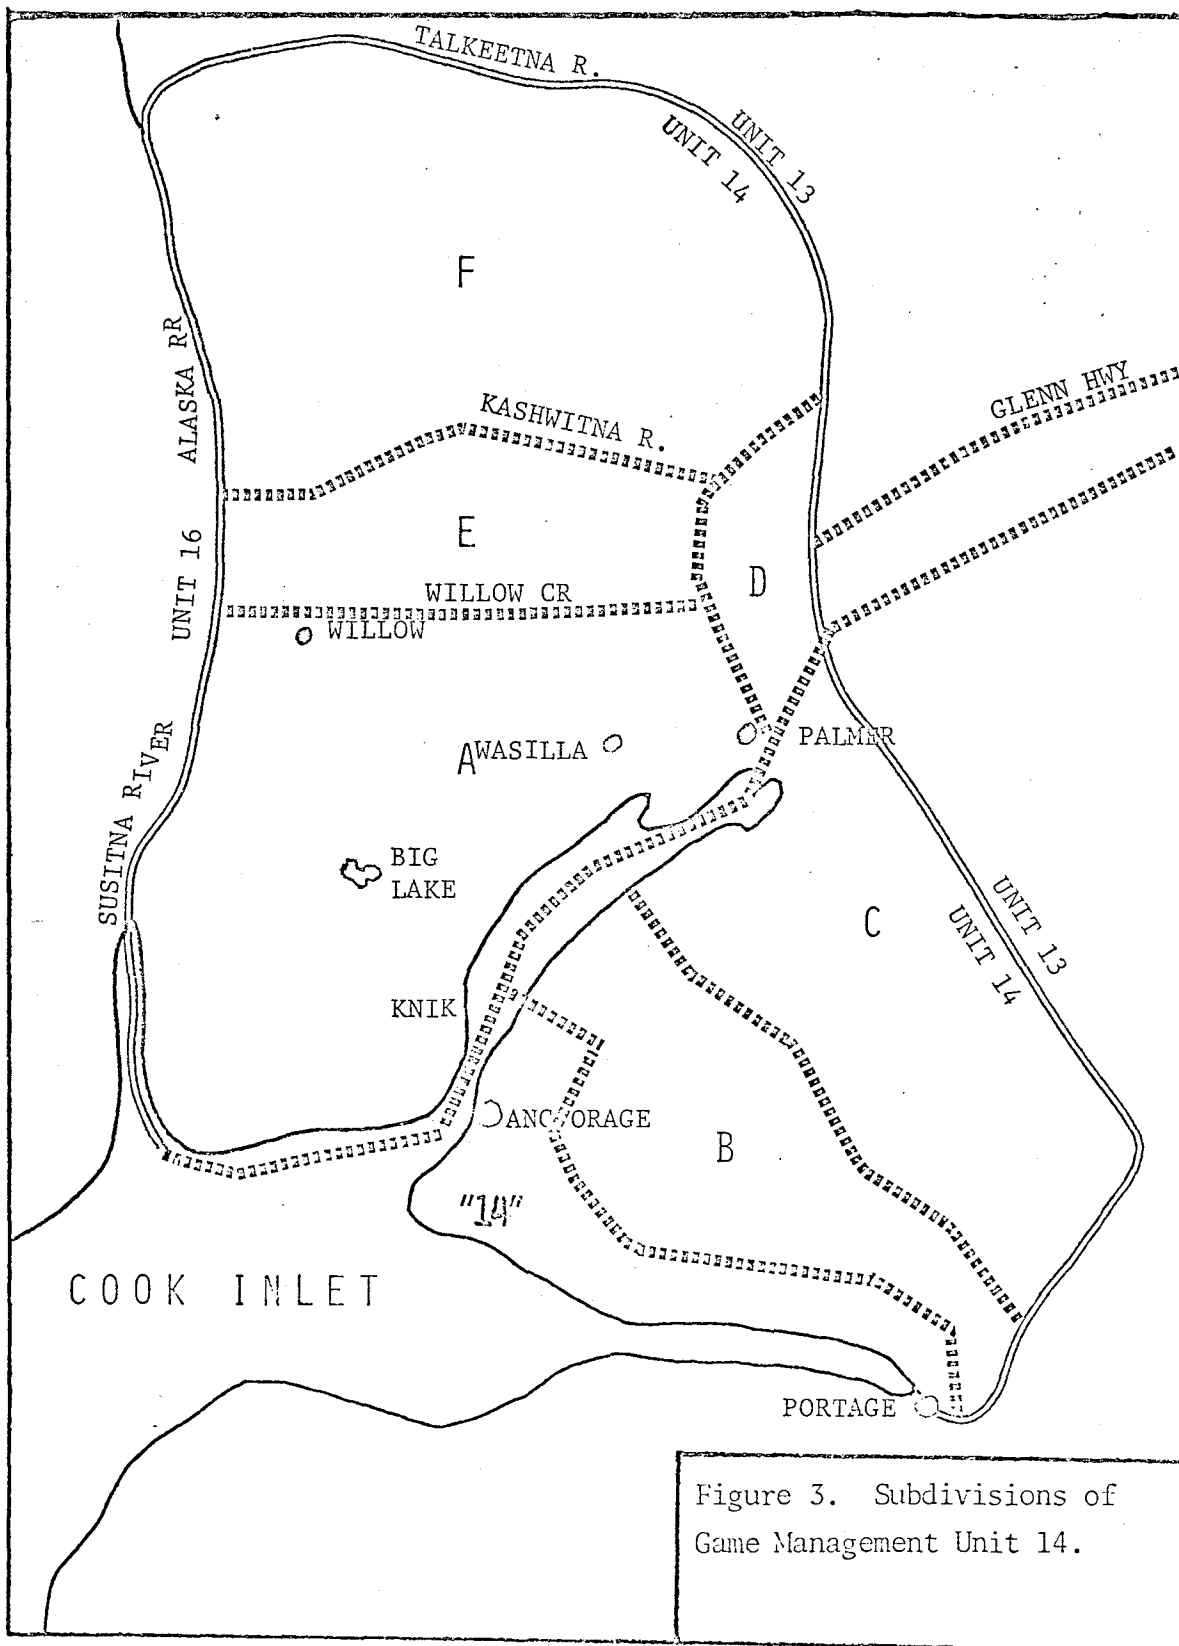 TALKEETNA R.
UNIT 13
UNIT 14
F
ALASKA RR
GLENN HWY
KASHWITNA R.
E
UNIT 16
D
WILLOW CR
WILLOW
SUSITNA RIVER
A
WASILLA
PALMER
BIG
LAKE
C
UNIT 13
UNIT 14
KNIK
ANCHORAGE
B
"14"
COOK INLET
PORTAGE
Figure 3. Subdivisions of
Game Management Unit 14.